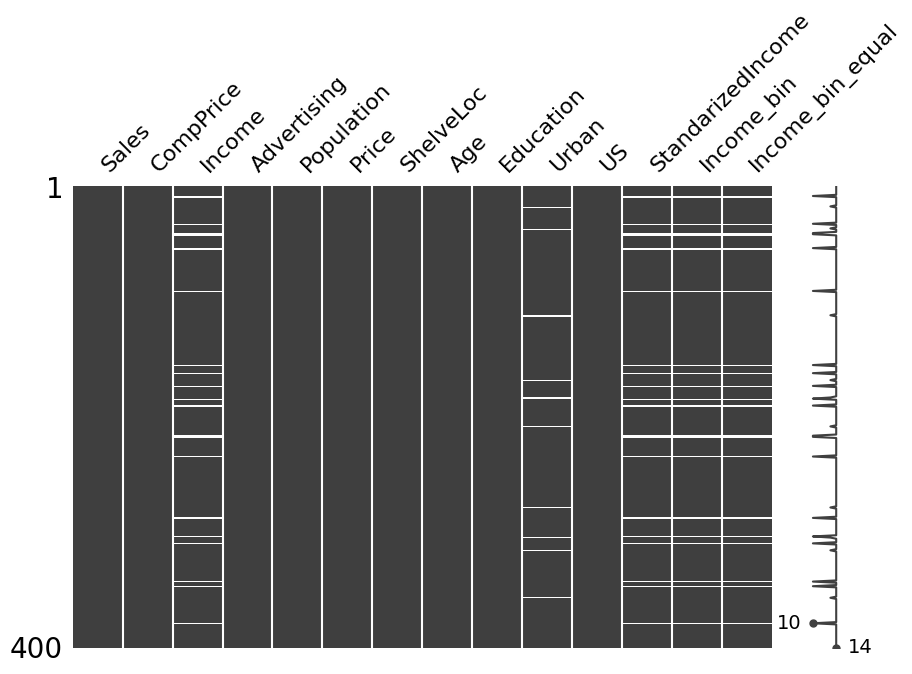 Sales
CompPrice
Income
Advertising
Population
Price
ShelveLoc
Age
Education
Urban
US
StandarizedIncome
Income_bin
Income_bin_equal
1
10
400
14